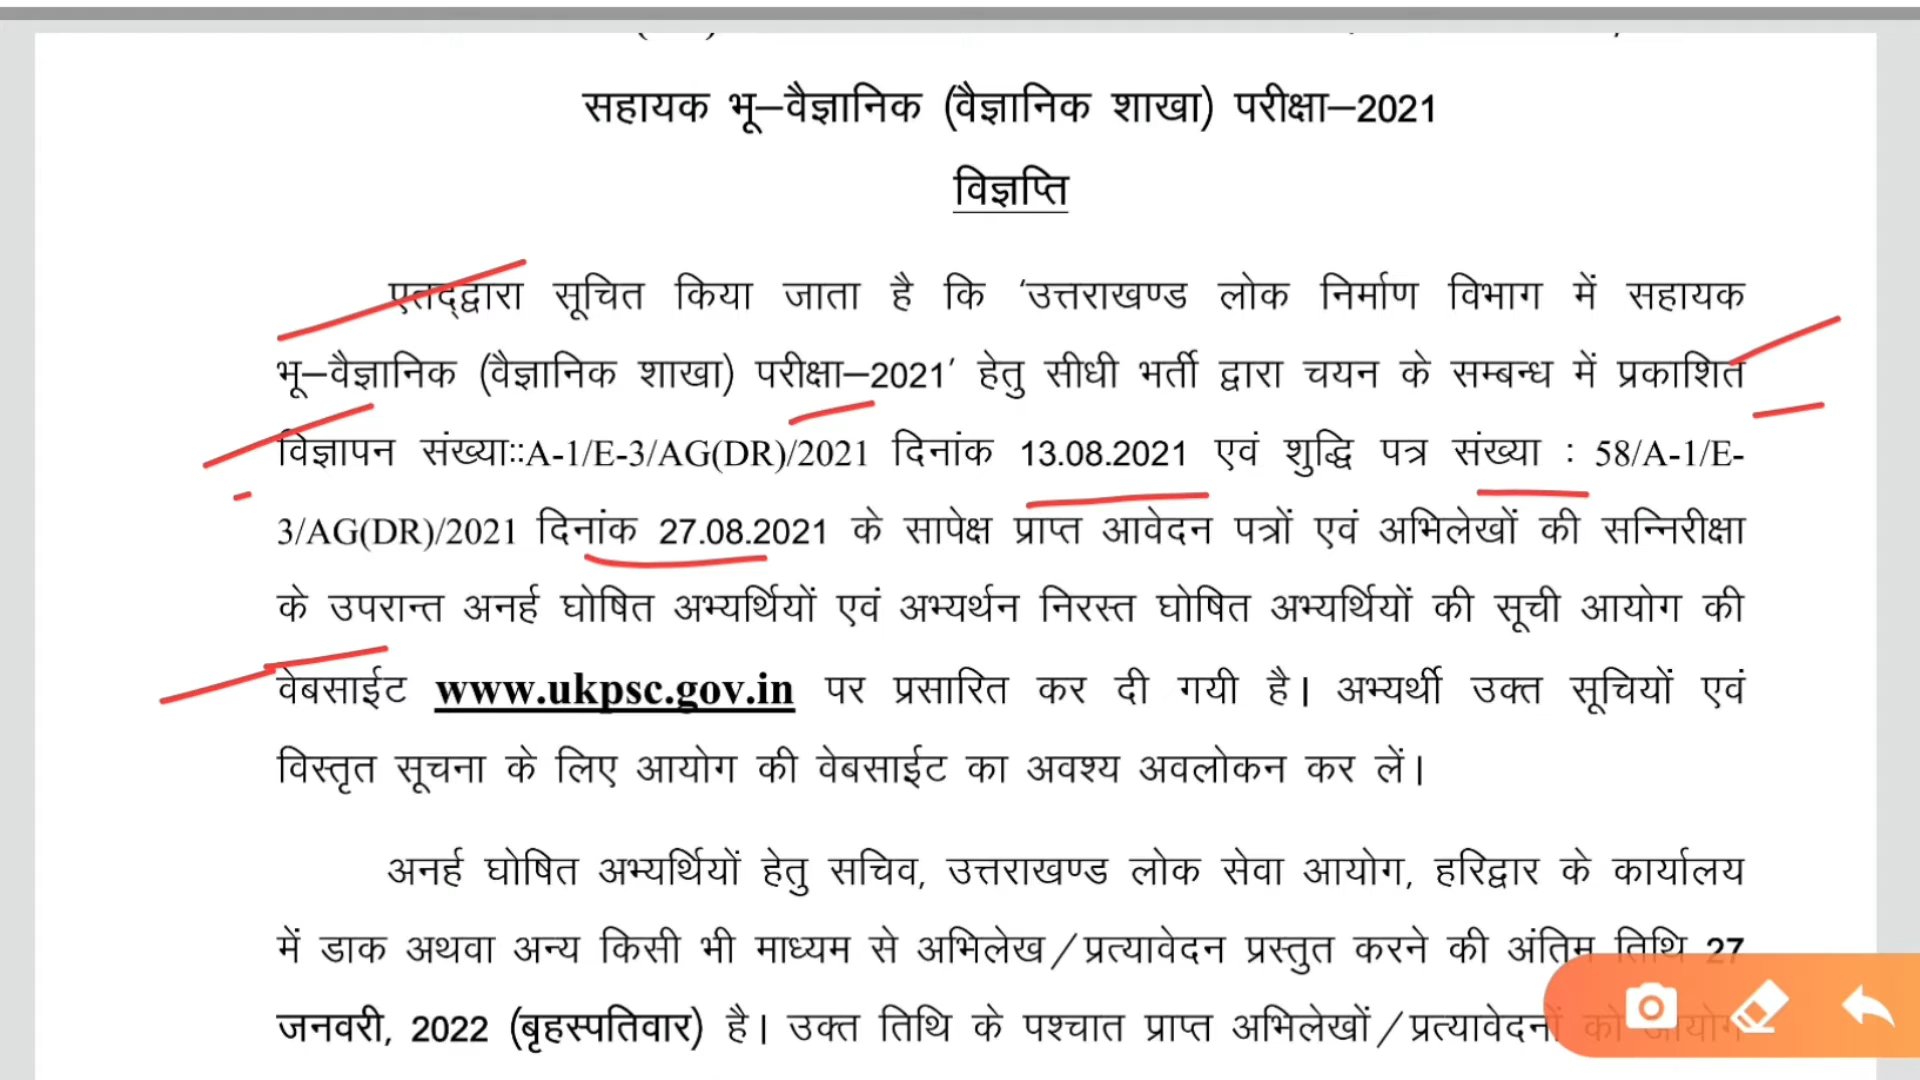 सहायक भू–वैज्ञानिक (वैज्ञानिक शाखा) परीक्षा–2021
विज्ञप्ति
एतद्द्वारा सूचित किया जाता है कि ‘उत्तराखण्ड लोक निर्माण विभाग में सहायक
भू–वैज्ञानिक (वैज्ञानिक शाखा) परीक्षा–2021’ हेतु सीधी भर्ती द्वारा चयन के सम्बन्ध में प्रकाशित
विज्ञापन संख्याः:A-1/E-3/AG(DR)/2021 दिनांक 13.08.2021 एवं शुद्धि पत्र संख्या : 58/A-1/E-
3/AG(DR)/2021 दिनांक 27.08.2021 के सापेक्ष प्राप्त आवेदन पत्रों एवं अभिलेखों की सन्निरीक्षा
के उपरान्त अनर्ह घोषित अभ्यर्थियों एवं अभ्यर्थन निरस्त घोषित अभ्यर्थियों की सूची आयोग की
वेबसाईट www.ukpsc.gov.in पर प्रसारित कर दी गयी है। अभ्यर्थी उक्त सूचियों एवं
विस्तृत सूचना के लिए आयोग की वेबसाईट का अवश्य अवलोकन कर लें।
अनर्ह घोषित अभ्यर्थियों हेतु सचिव, उत्तराखण्ड लोक सेवा आयोग, हरिद्वार के कार्यालय
में डाक अथवा अन्य किसी भी माध्यम से अभिलेख/प्रत्यावेदन प्रस्तुत करने की अंतिम तिथि 27
जनवरी, 2022 (बृहस्पतिवार) है। उक्त तिथि के पश्चात प्राप्त अभिलेखों/प्रत्यावेदनों को आयोग